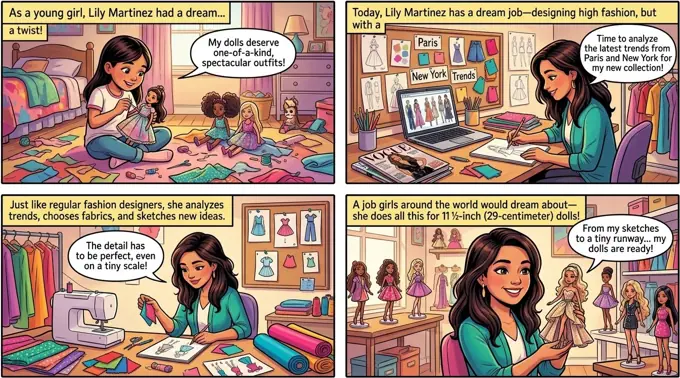 As a young girl, Lily Martinez had a dream...
a twist!
My dolls deserve
one-of-a-kind,
spectacular outfits!
Today, Lily Martinez has a dream job—designing high fashion, but
with a
Paris
New York
Trends
VOGUE
Time to analyze
the latest trends from
Paris and New York for
my new collection!
Just like regular fashion designers, she analyzes
trends, chooses fabrics, and sketches new ideas.
The detail has
to be perfect, even
on a tiny scale!
A job girls around the world would dream about—
she does all this for 11 ½-inch (29-centimeter) dolls!
From my sketches
to a tiny runway... my
dolls are ready!